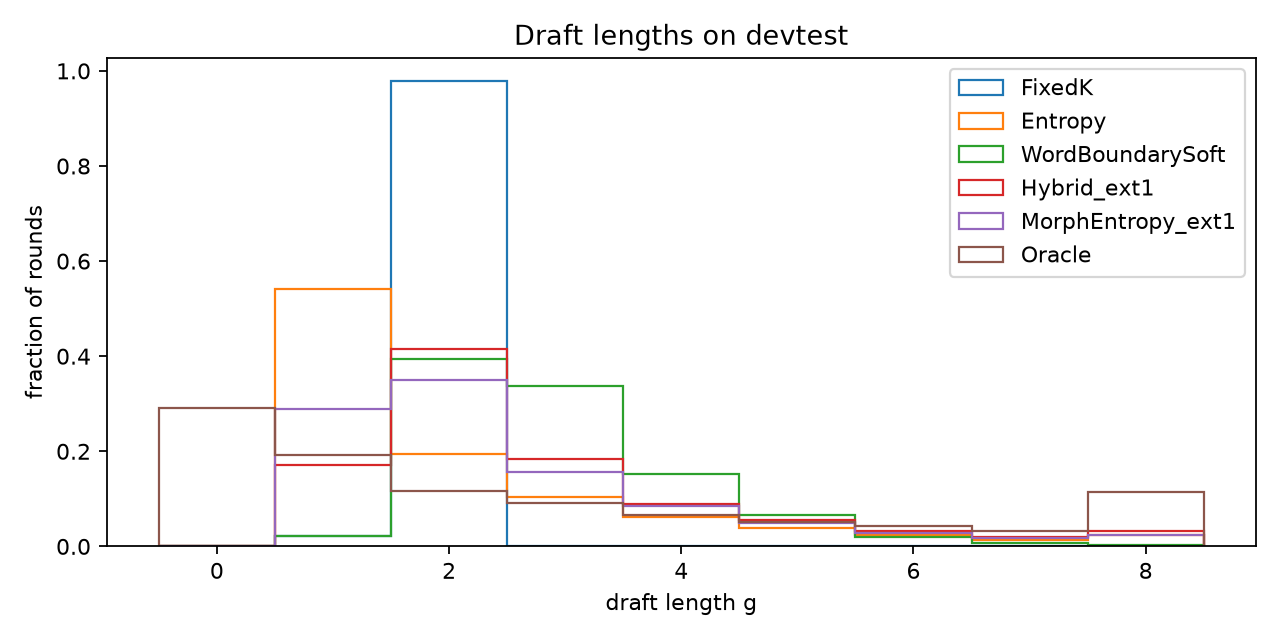 Draft lengths on devtest
fraction of rounds
1.0
0.8
0.6
0.4
0.2
0.0
FixedK
Entropy
WordBoundarySoft
Hybrid_ext1
MorphEntropy_ext1
Oracle
0 2 4 6 8
draft length g